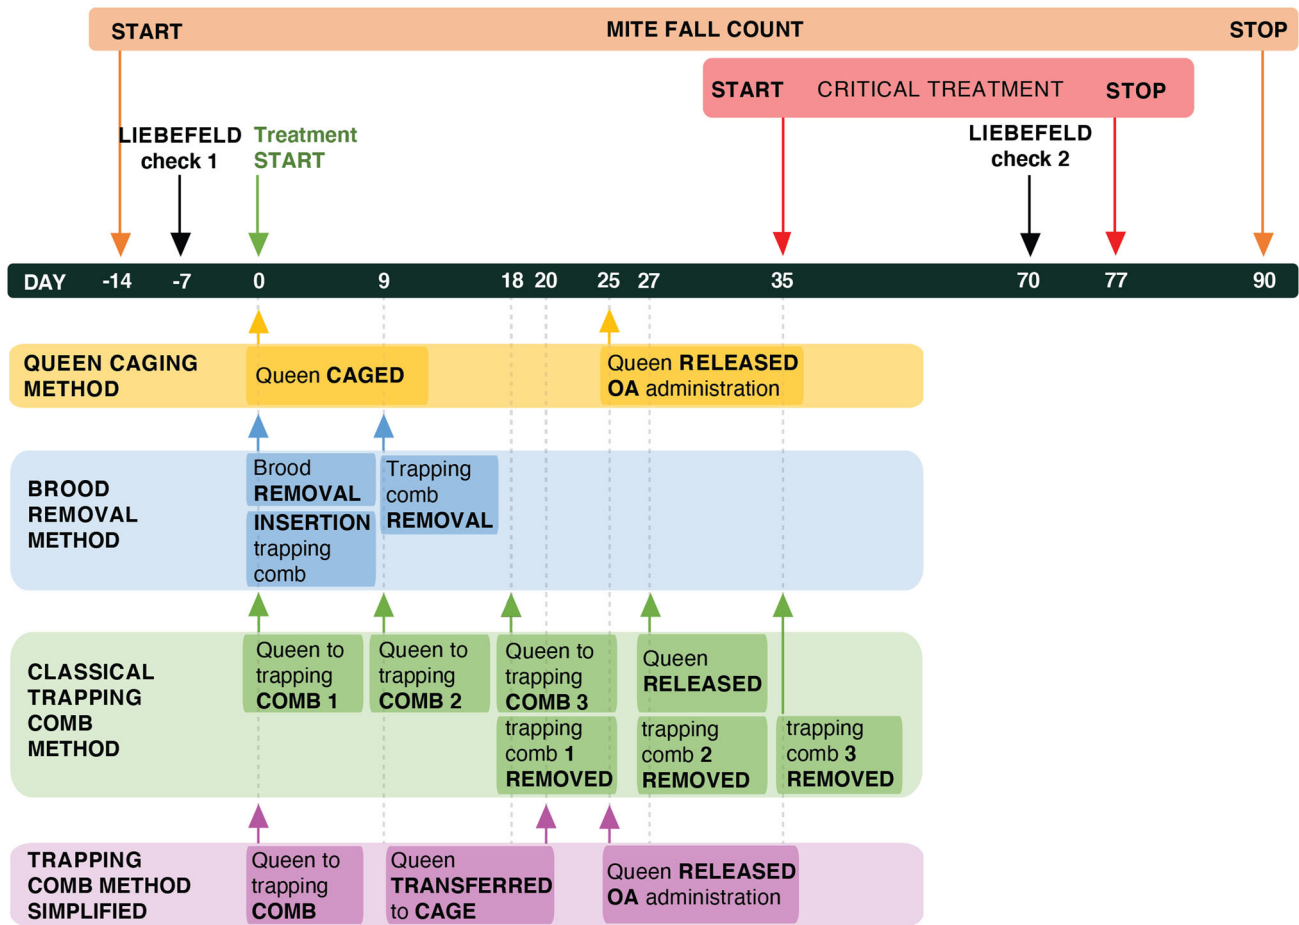 START MITE FALL COUNT STOP
START CRITICAL TREATMENT STOP
LIEBEFELD
check 1
Treatment
START
LIEBEFELD
check 2
DAY -14 -7 0 9 18 20 25 27 35 70 77 90
QUEEN CAGING
METHOD
Queen CAGED
Queen RELEASED
OA administration
BROOD
REMOVAL
METHOD
Brood
REMOVAL
INSERTION
trapping
comb
Trapping
comb
REMOVAL
CLASSICAL
TRAPPING
COMB
METHOD
Queen to
trapping
COMB 1
Queen to
trapping
COMB 2
Queen to
trapping
COMB 3
trapping
comb 1
REMOVED
Queen
RELEASED
trapping
comb 2
REMOVED
trapping
comb 3
REMOVED
TRAPPING
COMB METHOD
SIMPLIFIED
Queen to
trapping
COMB
Queen
TRANSFERRED
to CAGE
Queen RELEASED
OA administration